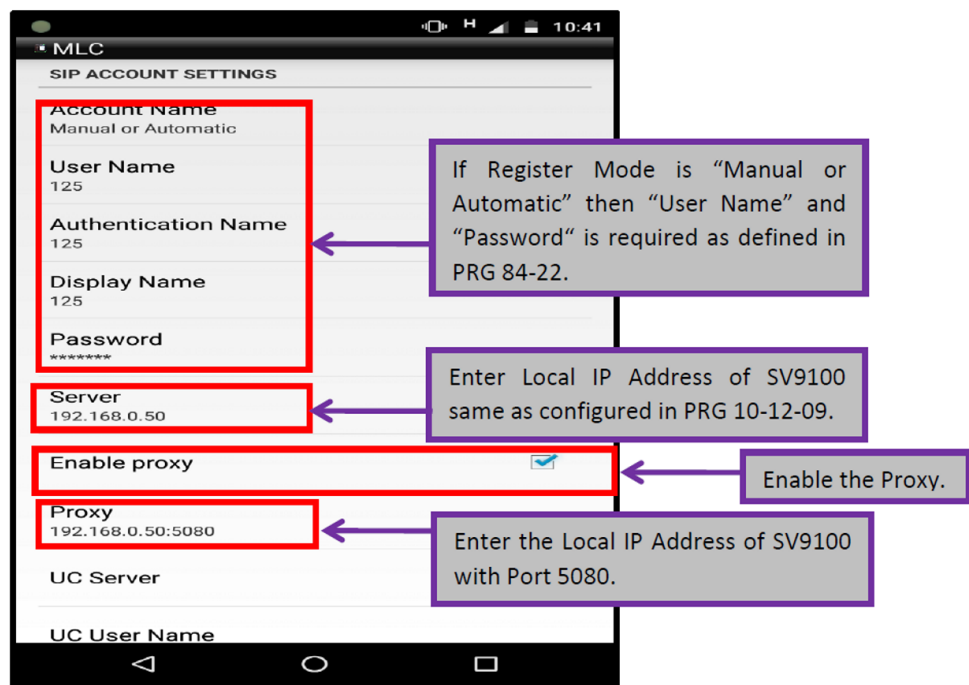 H 10:41
MLC
SIP ACCOUNT SETTINGS
Account Name
Manual or Automatic
User Name
125
Authentication Name
125
Display Name
125
Password
*******
Server
192.168.0.50
Enable proxy
Proxy
192.168.0.50:5080
UC Server
UC User Name
If Register Mode is “Manual or
Automatic” then “User Name” and
“Password“ is required as defined in
PRG 84-22.
Enter Local IP Address of SV9100
same as configured in PRG 10-12-09.
Enable the Proxy.
Enter the Local IP Address of SV9100
with Port 5080.